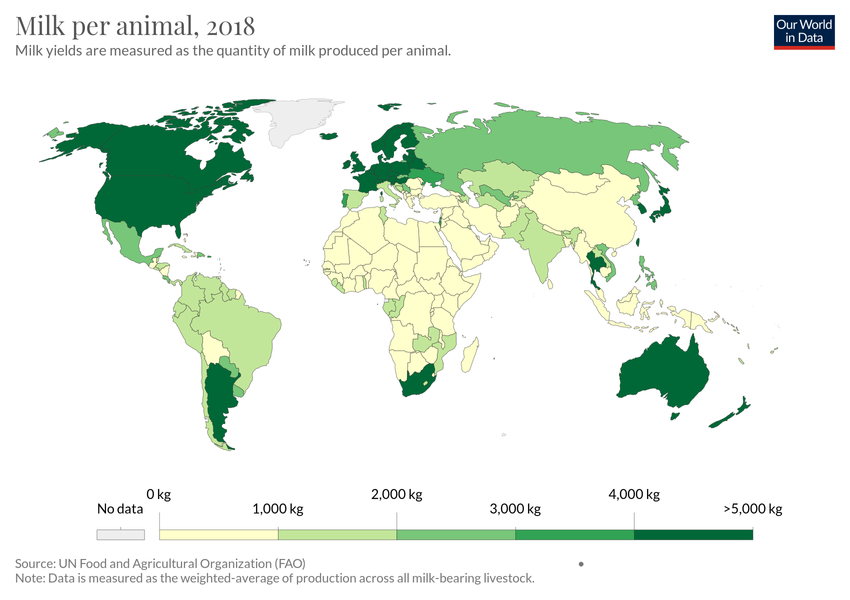 Milk per animal, 2018
Milk yields are measured as the quantity of milk produced per animal.
Our World
in Data
No data
0 kg
1,000 kg
2,000 kg
3,000 kg
4,000 kg
>5,000 kg
Source: UN Food and Agricultural Organization (FAO)
Note: Data is measured as the weighted-average of production across all milk-bearing livestock.